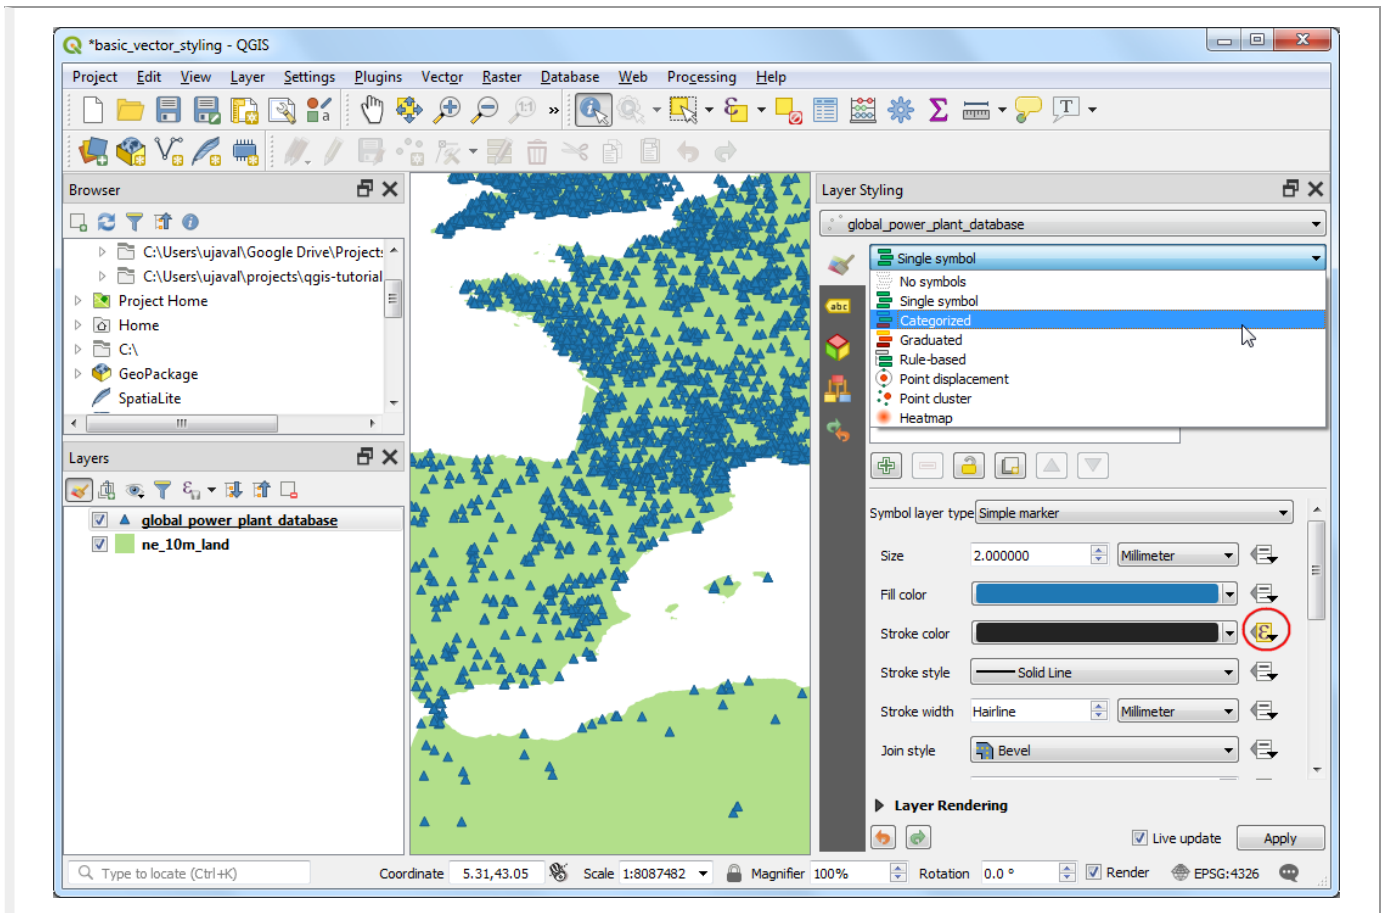 *basic_vector_styling - QGIS
Project Edit View Layer Settings Plugins Vector Raster Database Web Processing Help
Browser
C:\Users\ujaval\Google Drive\Project:
C:\Users\ujaval\projects\qgis-tutorial
Project Home
Home
C:\
GeoPackage
SpatiaLite
Layers
global_power_plant_database
ne_10m_land
Layer Styling
global_power_plant_database
Single symbol
No symbols
Single symbol
Categorized
Graduated
Rule-based
Point displacement
Point cluster
Heatmap
abc
Symbol layer type Simple marker
Size 2.000000 Millimeter
Fill color
Stroke color
Stroke style Solid Line
Stroke width Hairline Millimeter
Join style Bevel
Layer Rendering
Live update Apply
Type to locate (Ctrl+K) Coordinate 5.31,43.05 Scale 1:8087482 Magnifier 100% Rotation 0.0 ° Render EPSG:4326